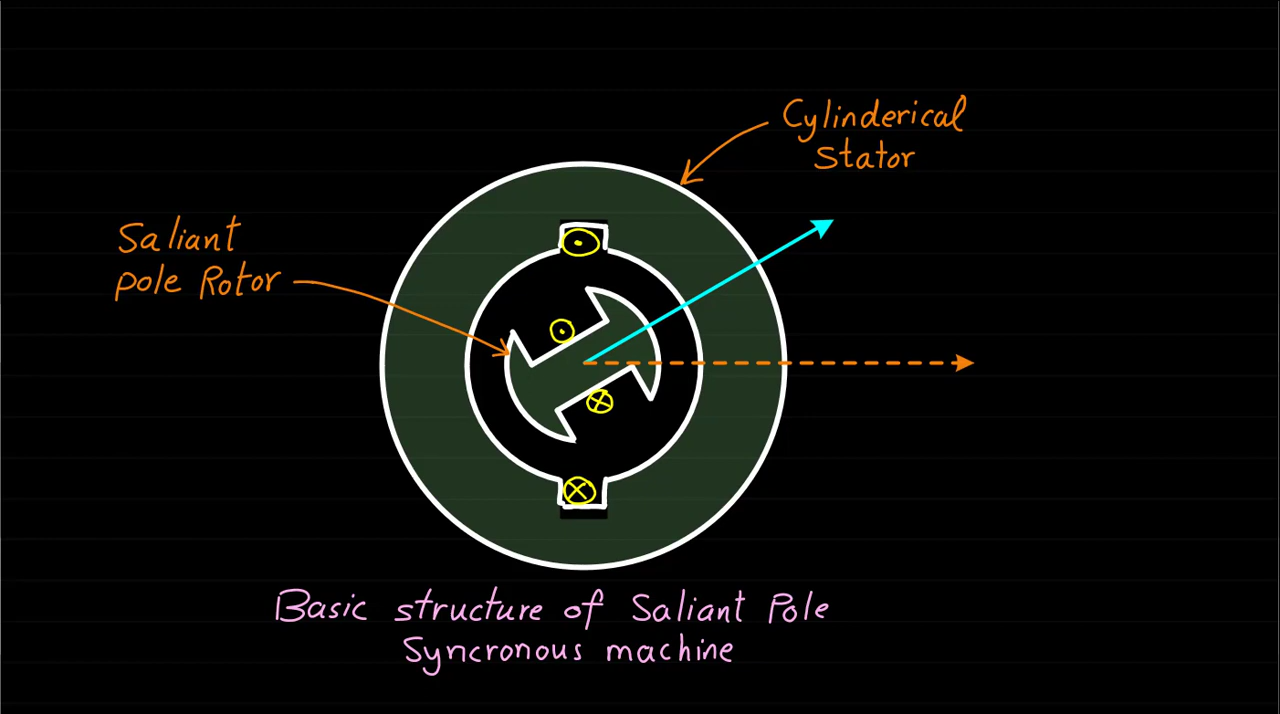 Cylinderical
Stator
Saliant
pole Rotor
Basic structure of Saliant Pole
Syncronous machine